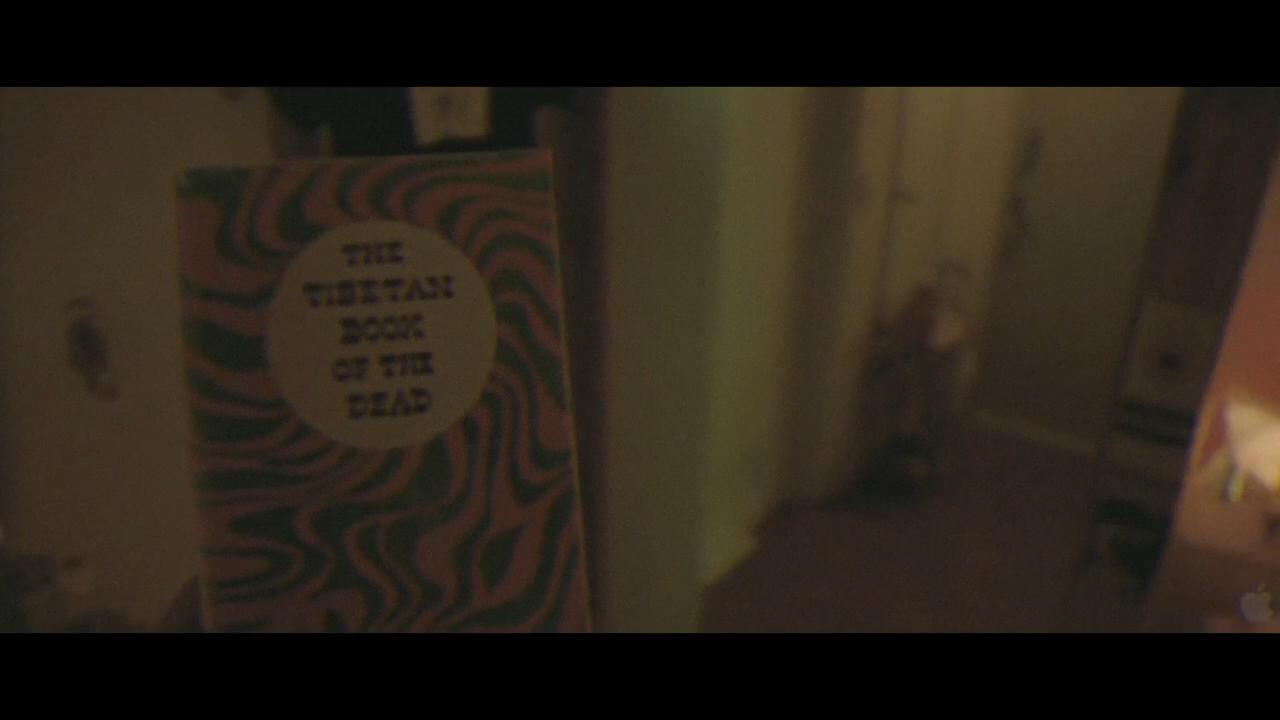 THE
TIBETAN
BOOK
OF THE
DEAD